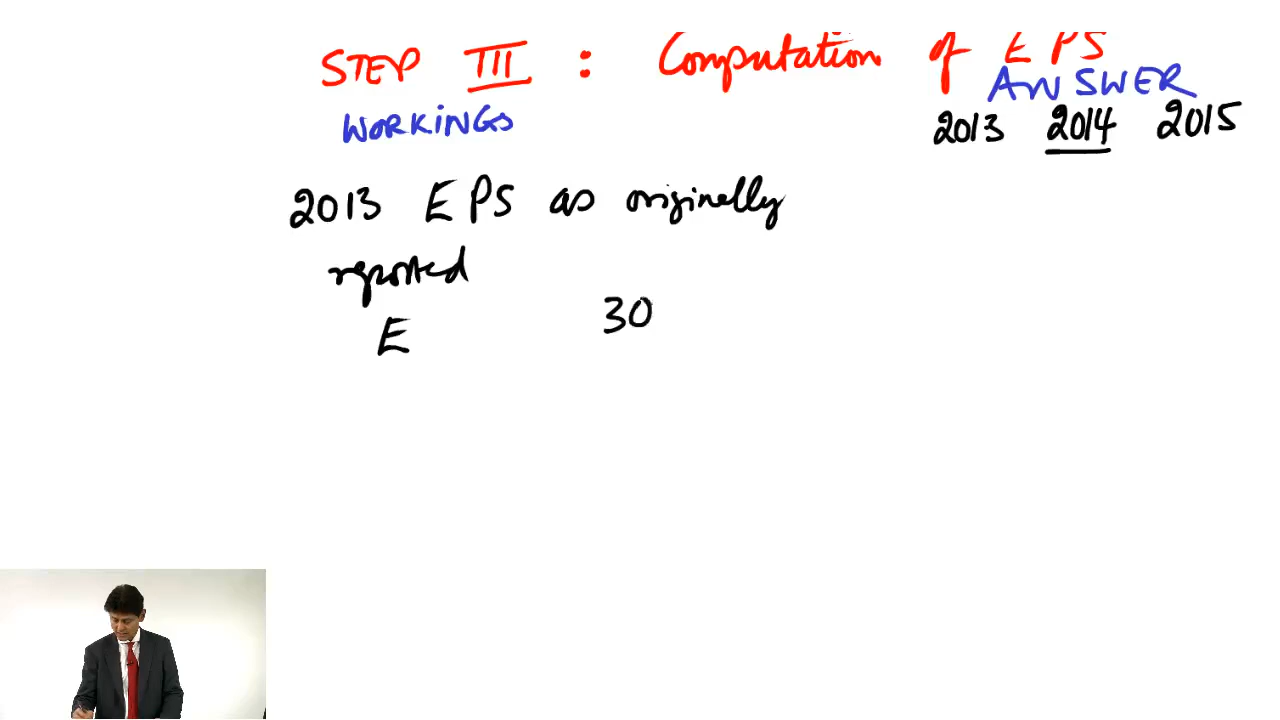 STEP III : Computation of EPS
ANSWER
WORKINGS
2013 2014 2015
2013 EPS as originally
reported
E 30